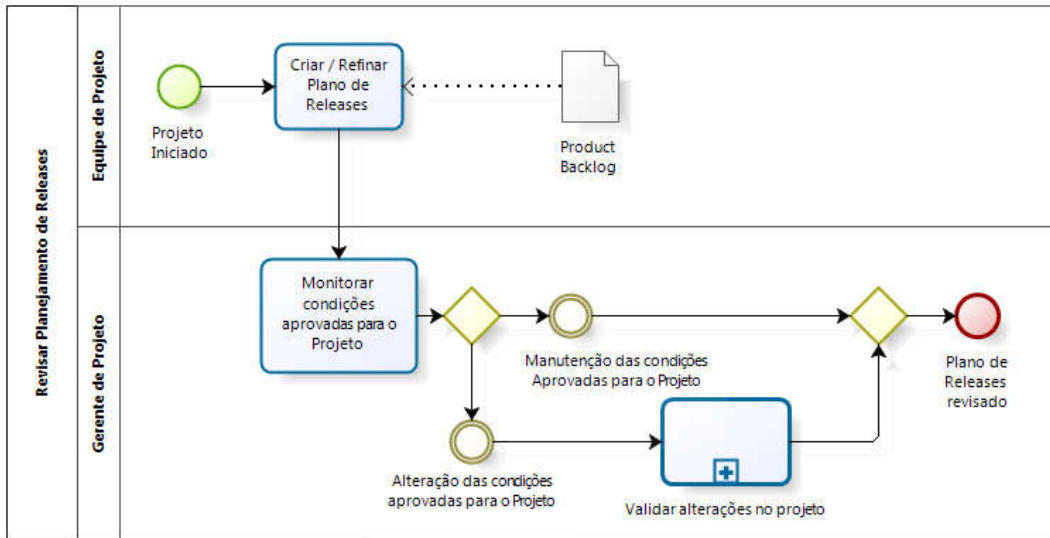 Revisar Planejamento de Releases
Equipe de Projeto
Projeto
Iniciado
Criar / Refinar
Plano de
Releases
Product
Backlog
Gerente de Projeto
Monitorar
condições
aprovadas para o
Projeto
Manutenção das condições
Aprovadas para o Projeto
Plano de
Releases
revisado
Alteração das condições
aprovadas para o Projeto
Validar alterações no projeto